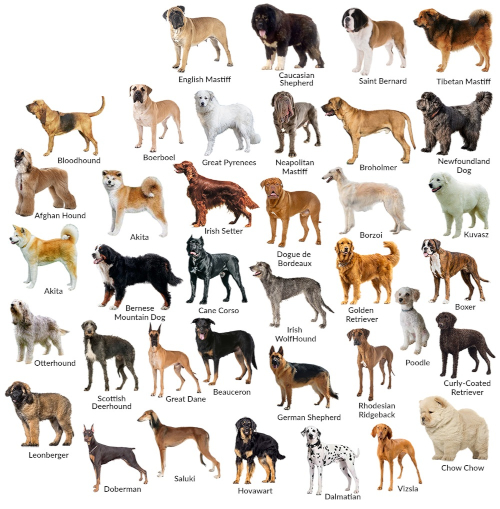 English Mastiff
Caucasian
Shepherd
Saint Bernard
Tibetan Mastiff
Bloodhound
Boerboel
Great Pyrenees
Neapolitan
Mastiff
Broholmer
Newfoundland
Dog
Afghan Hound
Akita
Irish Setter
Dogue de
Bordeaux
Borzoi
Kuvasz
Akita
Bernese
Mountain Dog
Cane Corso
Irish
WolfHound
Golden
Retriever
Boxer
Otterhound
Scottish
Deerhound
Great Dane
Beauceron
German Shepherd
Rhodesian
Ridgeback
Poodle
Curly-Coated
Retriever
Leonberger
Doberman
Saluki
Hovawart
Dalmatian
Vizsla
Chow Chow